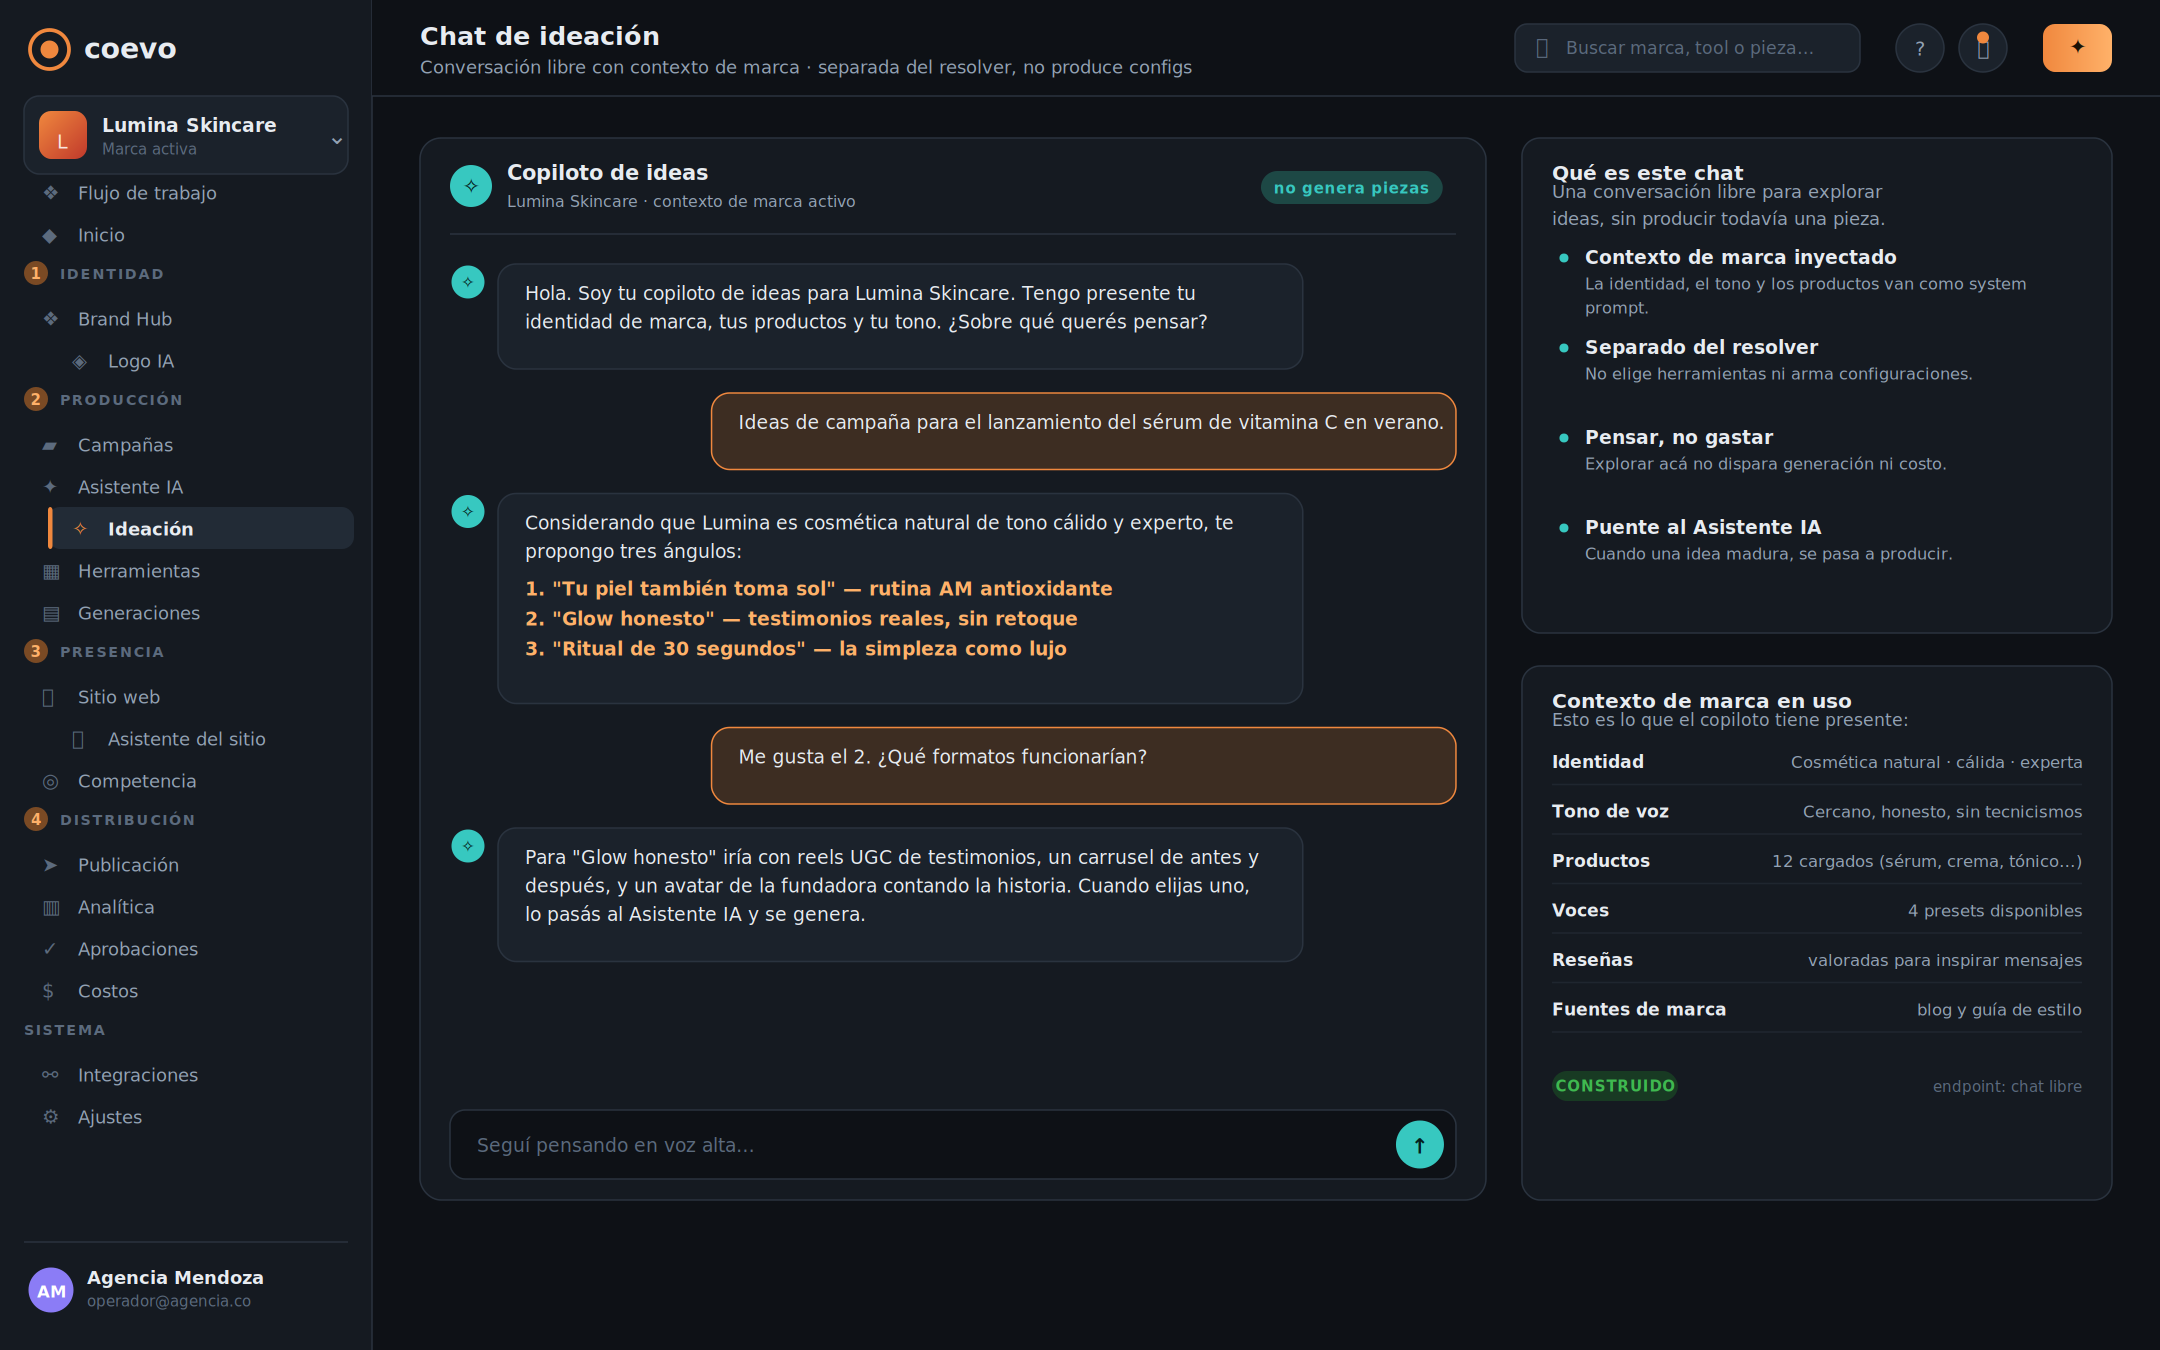 coevo
L
Lumina Skincare
Marca activa
Flujo de trabajo
Inicio
1 IDENTIDAD
Brand Hub
Logo IA
2 PRODUCCIÓN
Campañas
Asistente IA
Ideación
Herramientas
Generaciones
3 PRESENCIA
Sitio web
Asistente del sitio
Competencia
4 DISTRIBUCIÓN
Publicación
Analítica
Aprobaciones
$ Costos
SISTEMA
Integraciones
Ajustes
AM
Agencia Mendoza
operador@agencia.co
Chat de ideación
Conversación libre con contexto de marca · separada del resolver, no produce configs
Buscar marca, tool o pieza…
?
Copiloto de ideas
Lumina Skincare · contexto de marca activo
no genera piezas
Hola. Soy tu copiloto de ideas para Lumina Skincare. Tengo presente tu
identidad de marca, tus productos y tu tono. ¿Sobre qué querés pensar?
Ideas de campaña para el lanzamiento del sérum de vitamina C en verano.
Considerando que Lumina es cosmética natural de tono cálido y experto, te
propongo tres ángulos:
1. "Tu piel también toma sol" — rutina AM antioxidante
2. "Glow honesto" — testimonios reales, sin retoque
3. "Ritual de 30 segundos" — la simpleza como lujo
Me gusta el 2. ¿Qué formatos funcionarían?
Para "Glow honesto" iría con reels UGC de testimonios, un carrusel de antes y
después, y un avatar de la fundadora contando la historia. Cuando elijas uno,
lo pasás al Asistente IA y se genera.
Seguí pensando en voz alta…
↑
Qué es este chat
Una conversación libre para explorar
ideas, sin producir todavía una pieza.
Contexto de marca inyectado
La identidad, el tono y los productos van como system
prompt.
Separado del resolver
No elige herramientas ni arma configuraciones.
Pensar, no gastar
Explorar acá no dispara generación ni costo.
Puente al Asistente IA
Cuando una idea madura, se pasa a producir.
Contexto de marca en uso
Esto es lo que el copiloto tiene presente:
Identidad Cosmética natural · cálida · experta
Tono de voz Cercano, honesto, sin tecnicismos
Productos 12 cargados (sérum, crema, tónico…)
Voces 4 presets disponibles
Reseñas valoradas para inspirar mensajes
Fuentes de marca blog y guía de estilo
CONSTRUIDO endpoint: chat libre